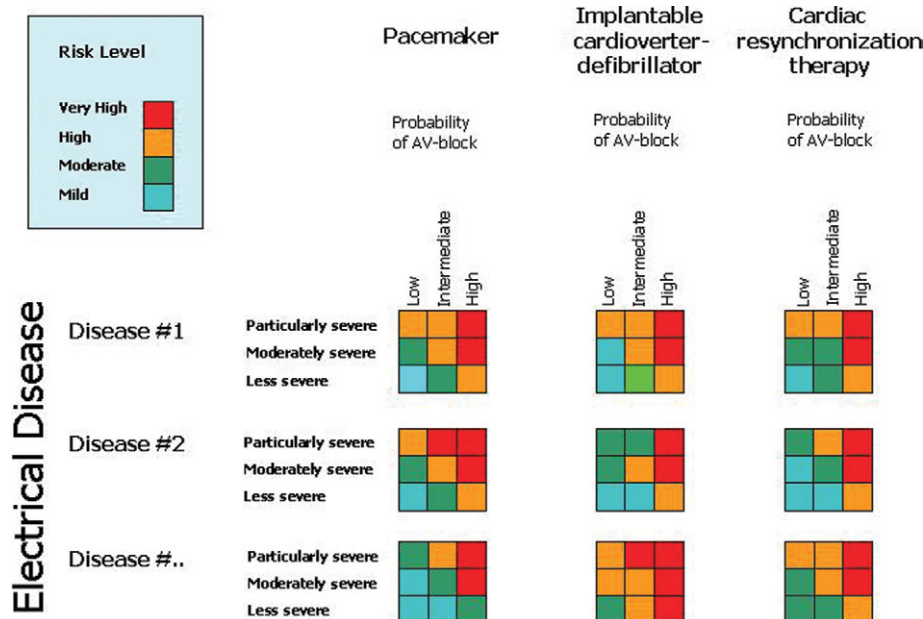 Risk Level
Very High
High
Moderate
Mild
Pacemaker
Implantable
cardioverter-
defibrillator
Cardiac
resynchronization
therapy
Probability
of AV-block
Probability
of AV-block
Probability
of AV-block
Low
Intermediate
High
Low
Intermediate
High
Low
Intermediate
High
Electrical Disease
Disease #1
Particularly severe
Moderately severe
Less severe
Disease #2
Particularly severe
Moderately severe
Less severe
Disease #..
Particularly severe
Moderately severe
Less severe